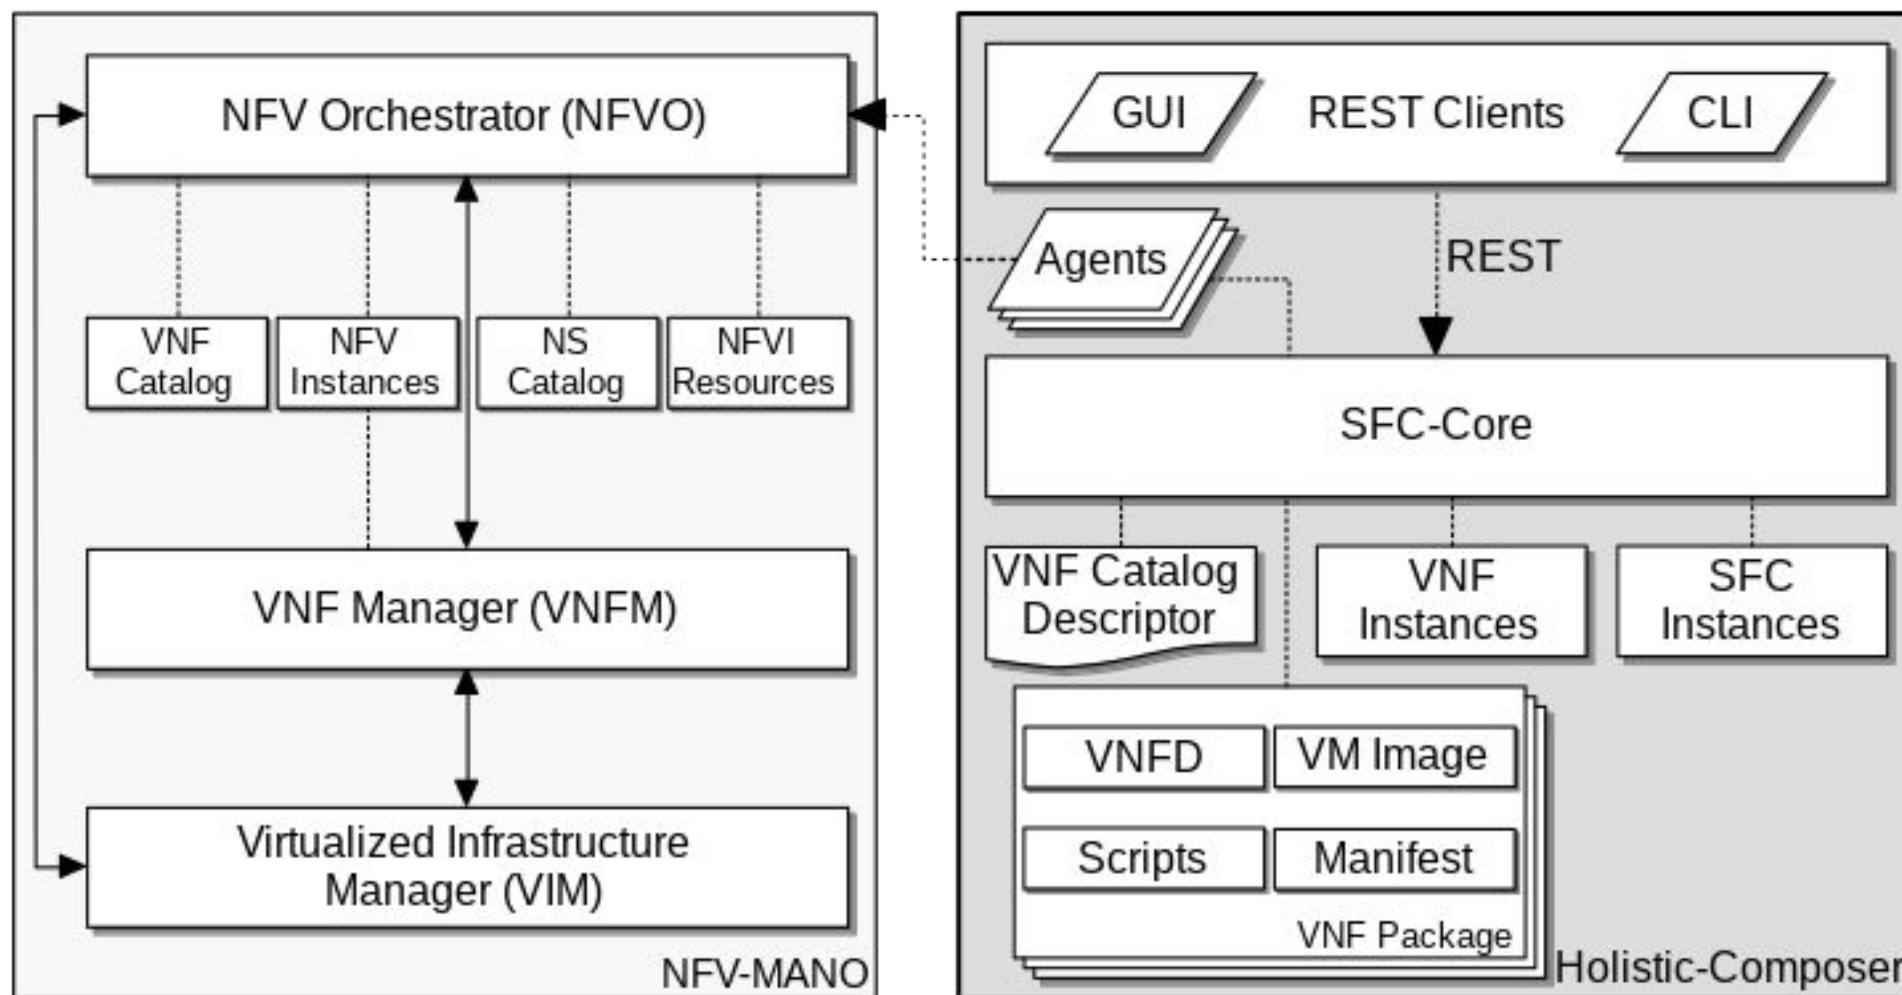 NFV Orchestrator (NFVO)
VNF
Catalog
NFV
Instances
NS
Catalog
NFVI
Resources
VNF Manager (VNFM)
Virtualized Infrastructure
Manager (VIM)
NFV-MANO
GUI
REST Clients
CLI
Agents
REST
SFC-Core
VNF Catalog
Descriptor
VNF
Instances
SFC
Instances
VNFD
VM Image
Scripts
Manifest
VNF Package
Holistic-Composer